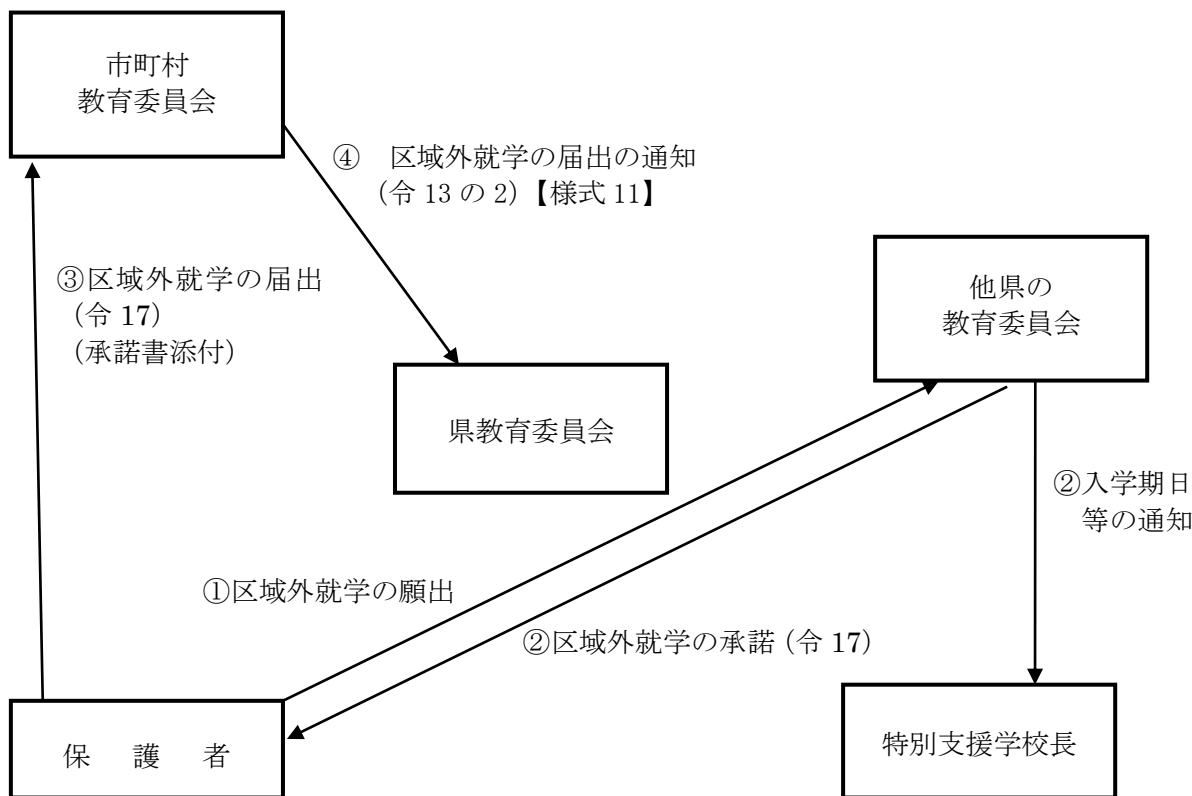 市町村
教育委員会
④　区域外就学の届出の通知
(令 13 の 2)【様式 11】
③区域外就学の届出
(令 17)
(承諾書添付)
他県の
教育委員会
県教育委員会
②入学期日
等の通知
①区域外就学の願出
②区域外就学の承諾 (令 17)
保　護　者
特別支援学校長